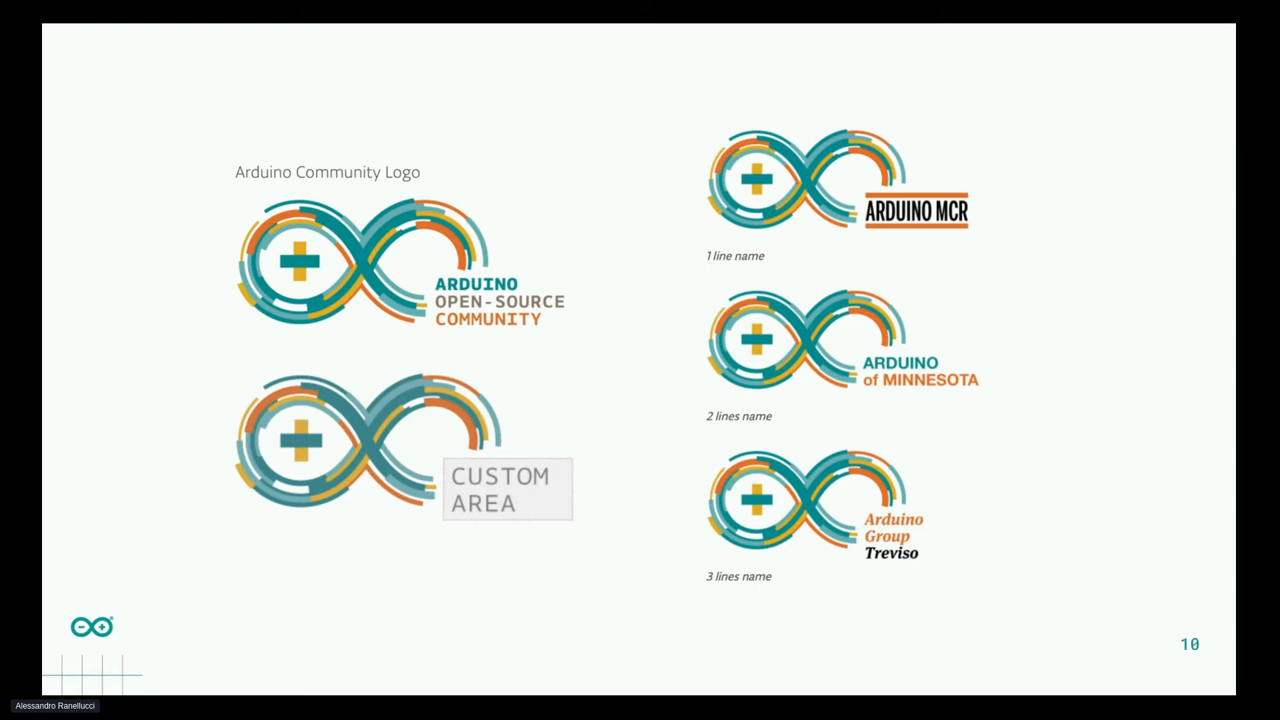 Arduino Community Logo
ARDUINO
OPEN-SOURCE
COMMUNITY
CUSTOM
AREA
ARDUINO MCR
1 line name
ARDUINO
of MINNESOTA
2 lines name
Arduino
Group
Treviso
3 lines name
10
Alessandro Ranellucci